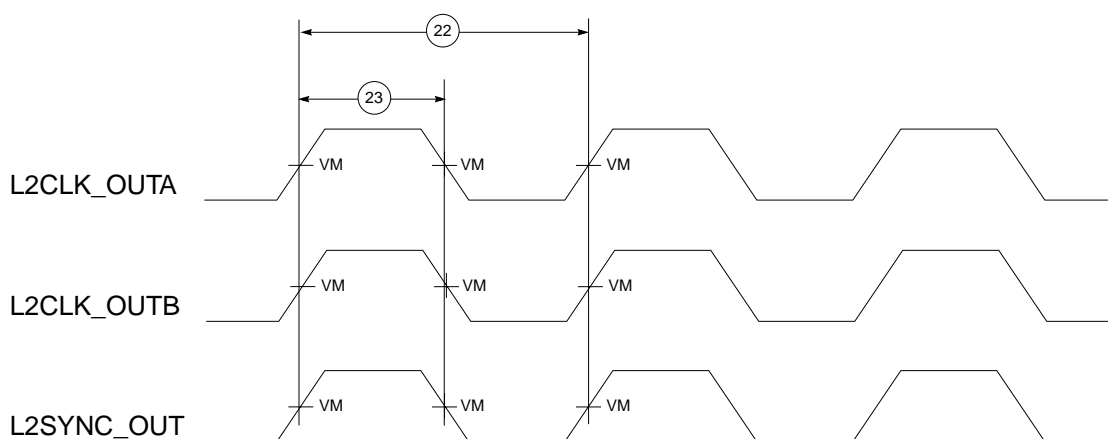 22
23
L2CLK_OUTA VM VM VM
L2CLK_OUTB VM VM VM
L2SYNC_OUT VM VM VM